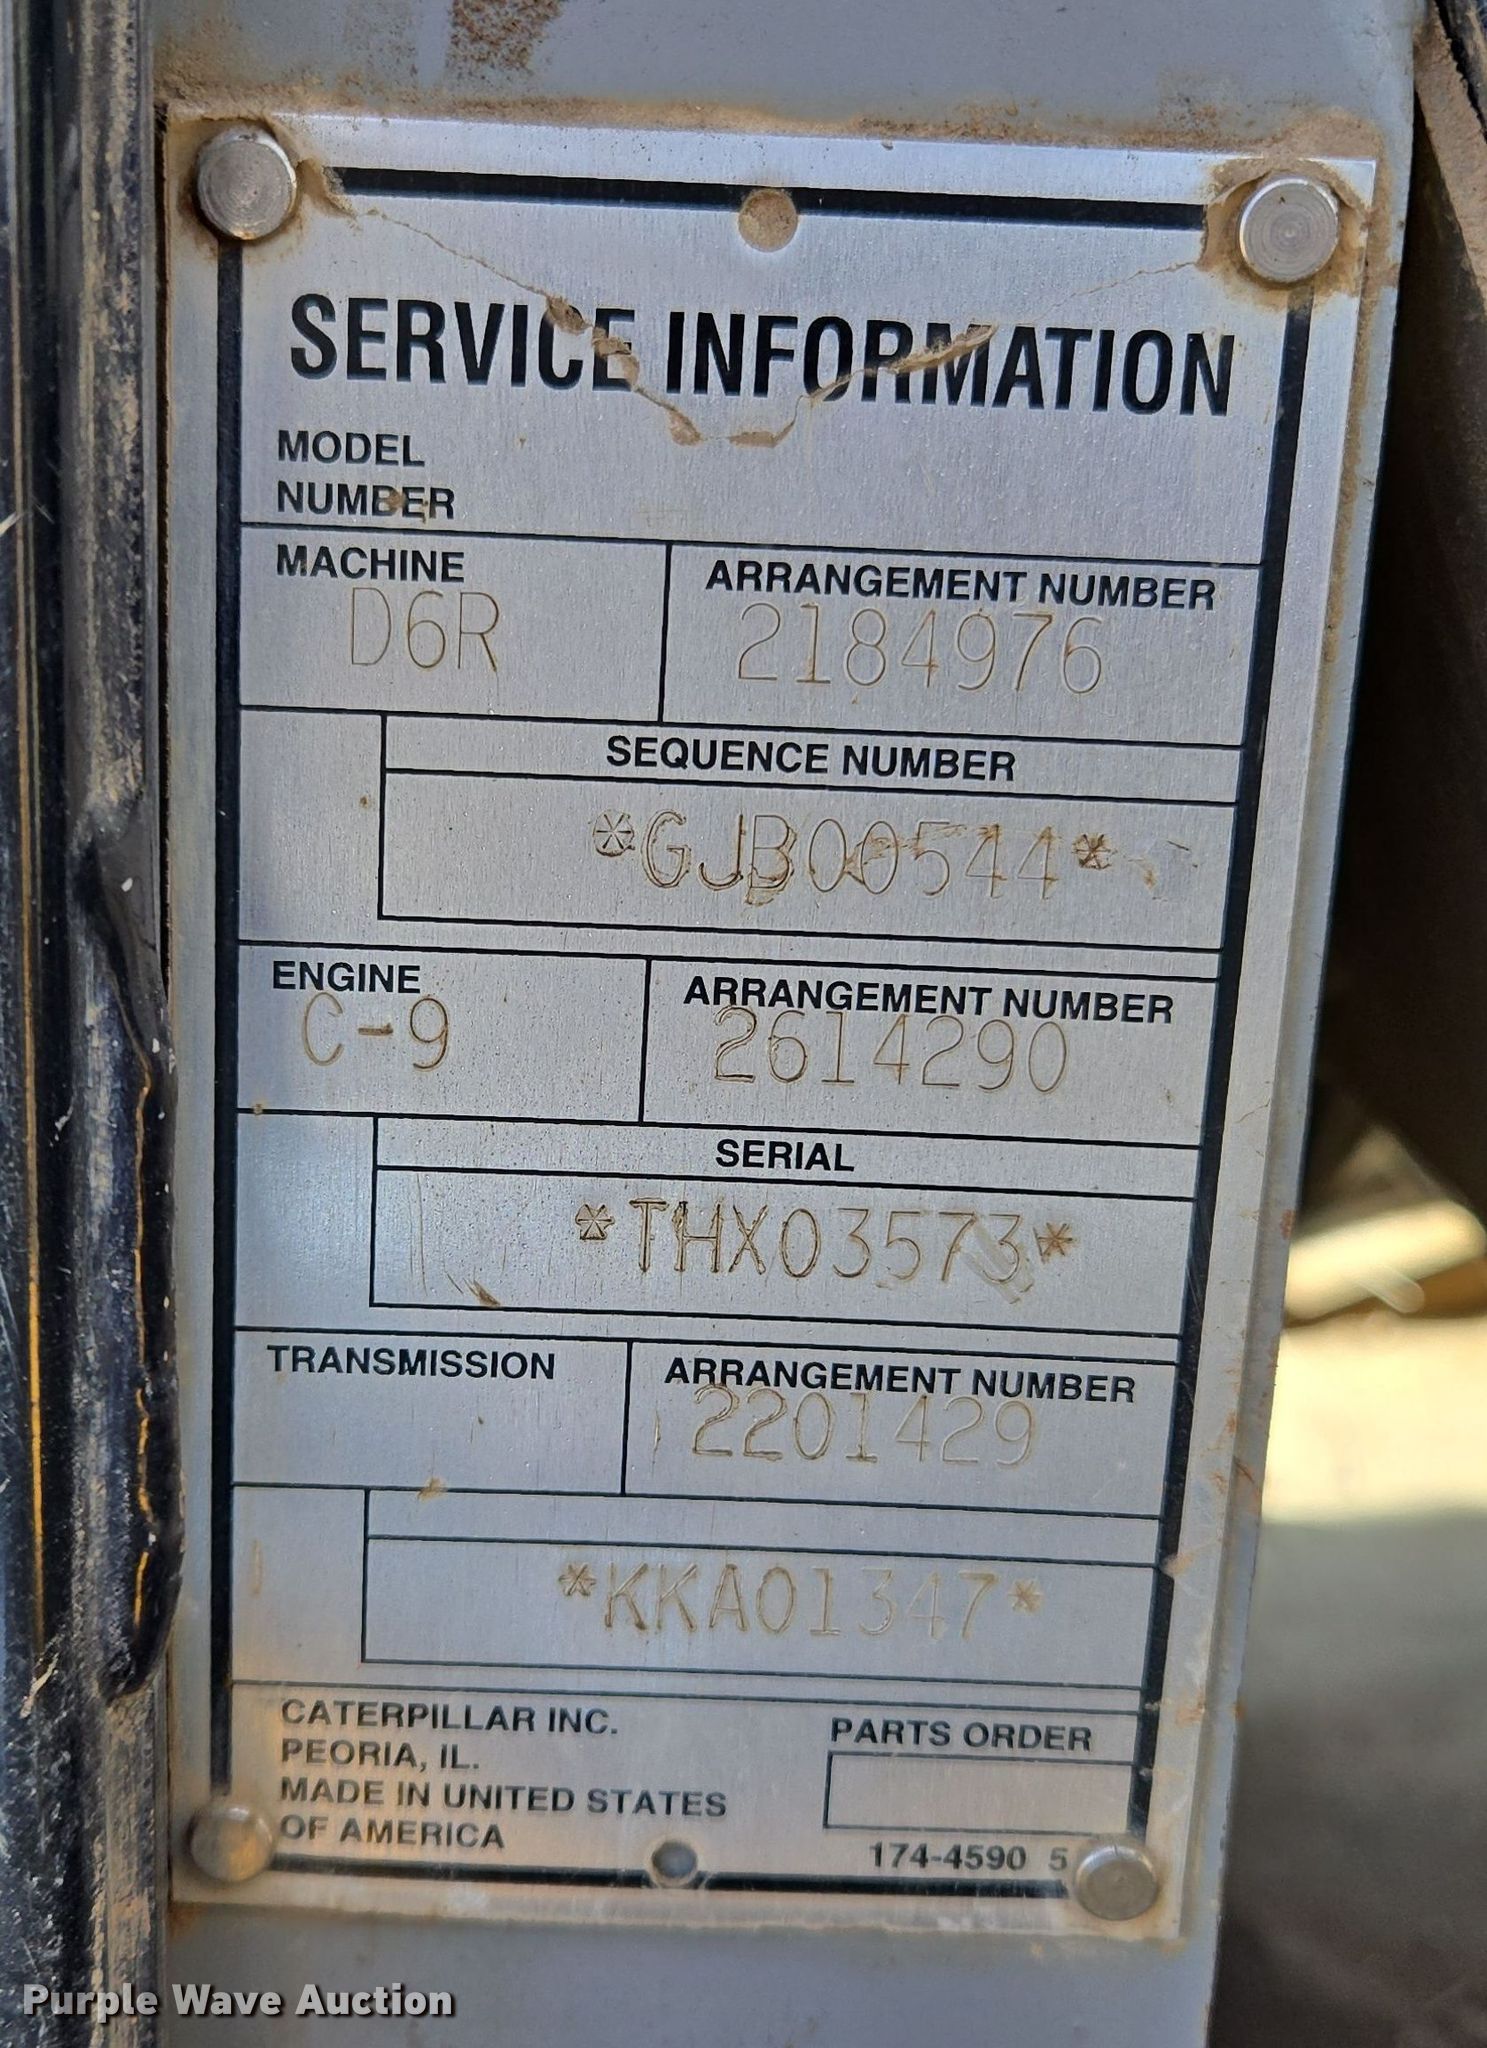 SERVICE INFORMATION
MODEL
NUMBER
MACHINE
D6R
ARRANGEMENT NUMBER
2184976
SEQUENCE NUMBER
*GJB00544*
ENGINE
C-9
ARRANGEMENT NUMBER
2614290
SERIAL
*THX03573*
TRANSMISSION
ARRANGEMENT NUMBER
2201429
*KKA01347*
CATERPILLAR INC.
PEORIA, IL.
MADE IN UNITED STATES
OF AMERICA
PARTS ORDER
174-4590 5
Purple Wave Auction